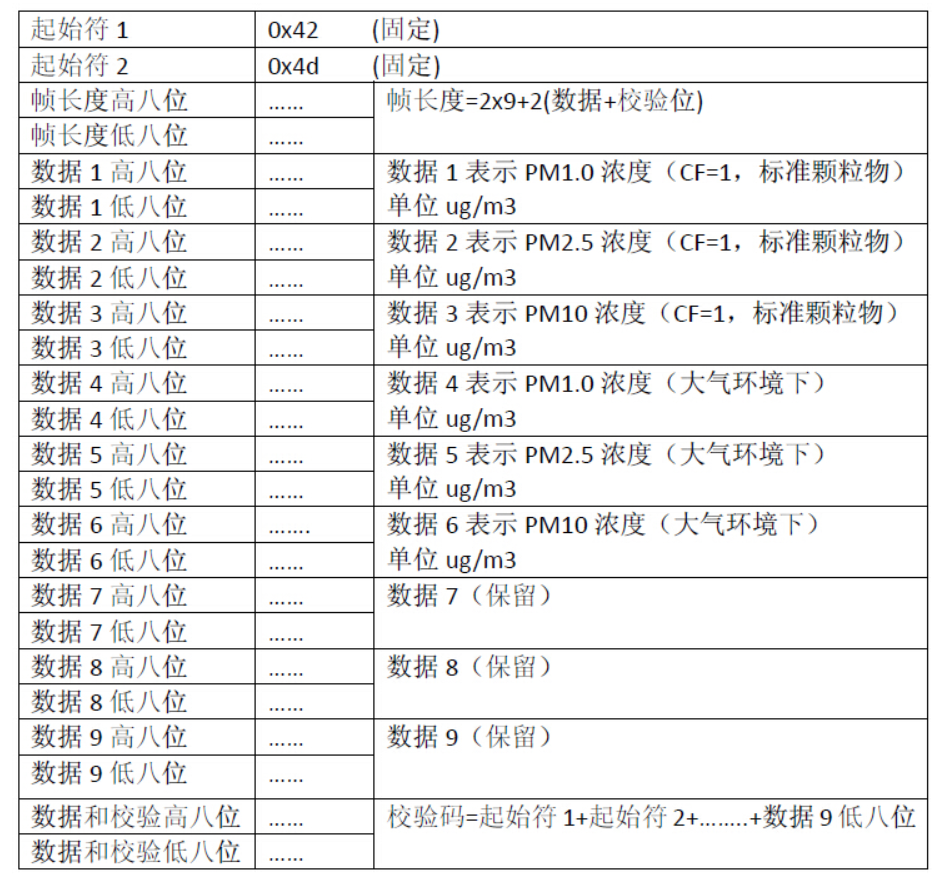 起始符 1 0x42 (固定)
起始符 2 0x4d (固定)
帧长度高八位 …… 帧长度=2x9+2(数据+校验位)
帧长度低八位 ……
数据 1 高八位 …… 数据 1 表示 PM1.0 浓度（CF=1，标准颗粒物）
数据 1 低八位 …… 单位 ug/m3
数据 2 高八位 …… 数据 2 表示 PM2.5 浓度（CF=1，标准颗粒物）
数据 2 低八位 …… 单位 ug/m3
数据 3 高八位 …… 数据 3 表示 PM10 浓度（CF=1，标准颗粒物）
数据 3 低八位 …… 单位 ug/m3
数据 4 高八位 …… 数据 4 表示 PM1.0 浓度（大气环境下）
数据 4 低八位 …… 单位 ug/m3
数据 5 高八位 …… 数据 5 表示 PM2.5 浓度（大气环境下）
数据 5 低八位 …… 单位 ug/m3
数据 6 高八位 ……. 数据 6 表示 PM10 浓度（大气环境下）
数据 6 低八位 …… 单位 ug/m3
数据 7 高八位 …… 数据 7（保留）
数据 7 低八位 ……
数据 8 高八位 …… 数据 8（保留）
数据 8 低八位 ……
数据 9 高八位 …… 数据 9（保留）
数据 9 低八位 ……
数据和校验高八位 …… 校验码=起始符 1+起始符 2+……..+数据 9 低八位
数据和校验低八位 ……